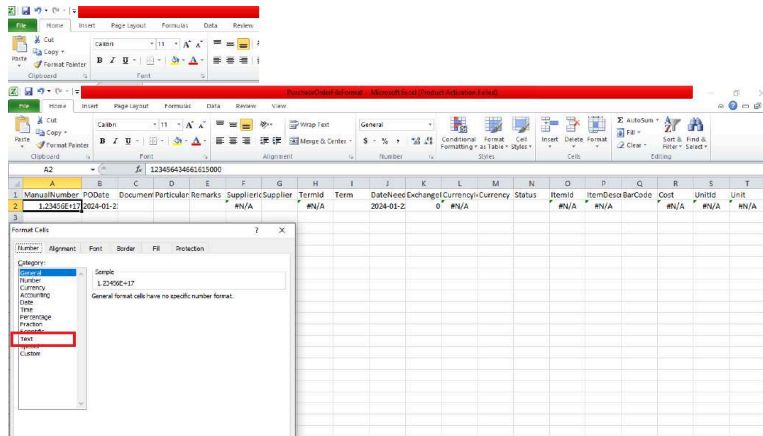 File Home Insert Page Layout Formulas Data Review
Cut
Copy
Paste
Format Painter
Calibri 11 A A
B I U A
Clipboard Font
PurchaseOrderFileFormat - Microsoft Excel (Product Activation Failed)
File Home Insert Page Layout Formulas Data Review View
Cut
Copy
Paste
Format Painter
Calibri 11 A A
B I U A
Wrap Text
Merge & Center
General
$ % ,
Conditional Formatting
Format as Table
Cell Styles
Insert Delete Format
AutoSum
Fill
Clear
Sort & Filter
Find & Select
Clipboard Font Alignment Number Styles Cells Editing
A2 fx 123456434661615000
A B C D E F G H I J K L M N O P Q R S T
1 ManualNumber PODate Documen Particular Remarks SupplierIc Supplier TermId Term DateNeed ExchangeI CurrencyI Currency Status ItemId ItemDescr BarCode Cost UnitId Unit
2 1.23456E+17 2024-01-2 #N/A #N/A 2024-01-2 0 #N/A #N/A #N/A #N/A #N/A #N/A
3
Format Cells ? X
Number Alignment Font Border Fill Protection
Category:
General
Number
Currency
Accounting
Date
Time
Percentage
Fraction
Scientific
Text
Custom
Sample
1.23456E+17
General format cells have no specific number format.